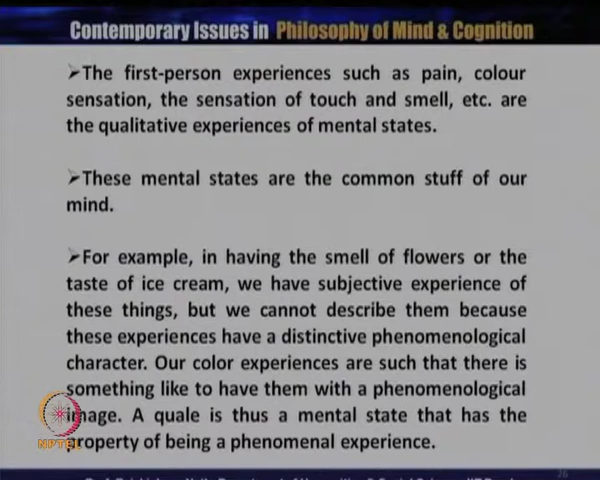 Contemporary Issues in Philosophy of Mind & Cognition
➤The first-person experiences such as pain, colour
sensation, the sensation of touch and smell, etc. are
the qualitative experiences of mental states.
➤These mental states are the common stuff of our
mind.
➤For example, in having the smell of flowers or the
taste of ice cream, we have subjective experience of
these things, but we cannot describe them because
these experiences have a distinctive phenomenological
character. Our color experiences are such that there is
something like to have them with a phenomenological
image. A quale is thus a mental state that has the
property of being a phenomenal experience.
NPTEL
26